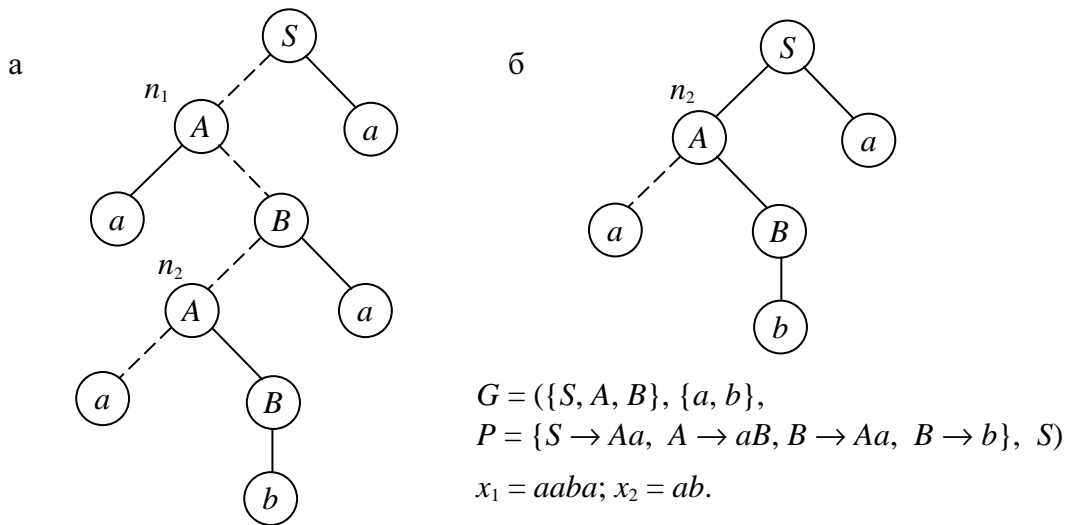 а
б
S
n₁
A
a
a
B
n₂
A
a
a
B
b
S
n₂
A
a
a
B
b
G = ({S, A, B}, {a, b},
P = {S → Aa, A → aB, B → Aa, B → b}, S)
x₁ = aaba; x₂ = ab.